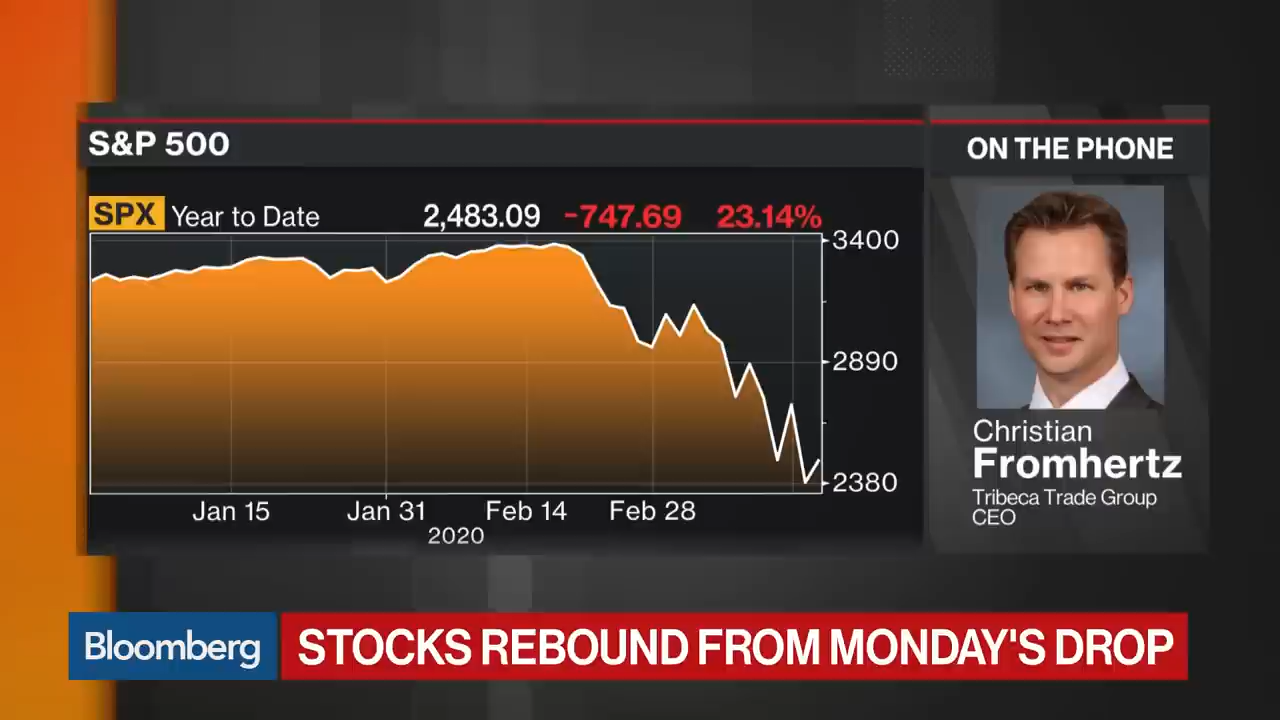 S&P 500
SPX Year to Date 2,483.09 -747.69 23.14%
3400
2890
2380
Jan 15 Jan 31 Feb 14 Feb 28
2020
ON THE PHONE
Christian
Fromhertz
Tribeca Trade Group
CEO
Bloomberg
STOCKS REBOUND FROM MONDAY'S DROP